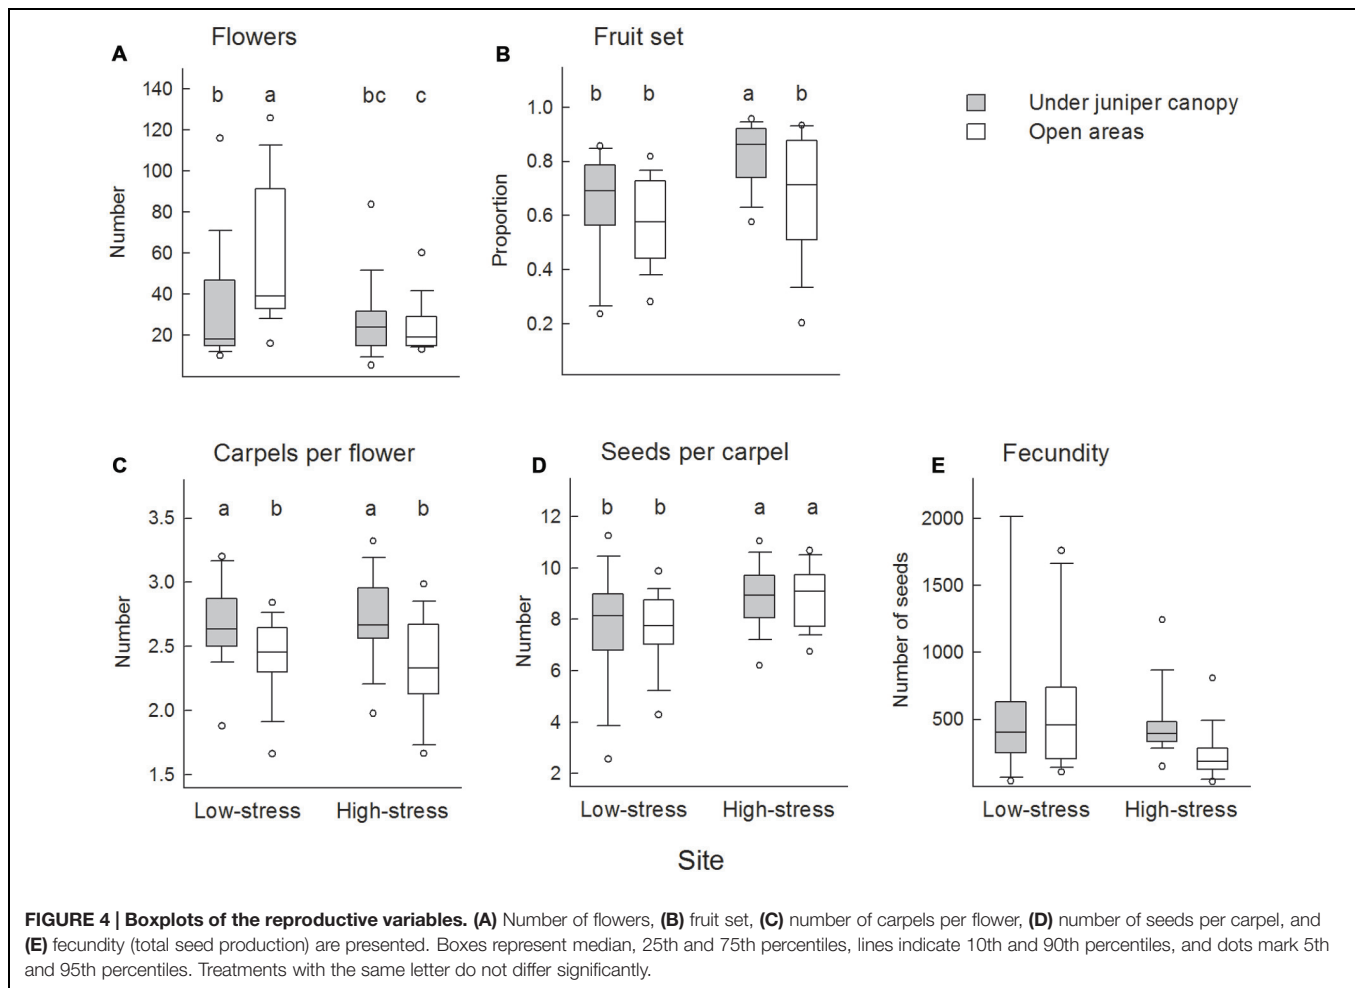 Flowers
Fruit set
A
B
140
120
100
80
60
40
20
Number
b
a
bc
c
1.0
0.8
0.6
0.4
0.2
Proportion
b
b
a
b
Under juniper canopy
Open areas
Carpels per flower
Seeds per carpel
Fecundity
C
D
E
3.5
3.0
2.5
2.0
1.5
Number
a
b
a
b
Low-stress
High-stress
12
10
8
6
4
2
Number
b
b
a
a
Low-stress
High-stress
2000
1500
1000
500
Number of seeds
Low-stress
High-stress
Site
FIGURE 4 | Boxplots of the reproductive variables. (A) Number of flowers, (B) fruit set, (C) number of carpels per flower, (D) number of seeds per carpel, and
(E) fecundity (total seed production) are presented. Boxes represent median, 25th and 75th percentiles, lines indicate 10th and 90th percentiles, and dots mark 5th
and 95th percentiles. Treatments with the same letter do not differ significantly.